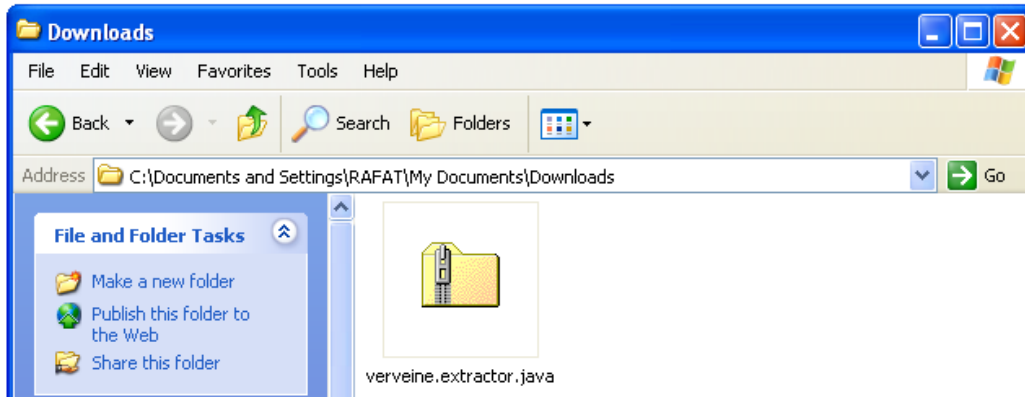 Downloads
File Edit View Favorites Tools Help
Back Search Folders
Address C:\Documents and Settings\RAFAT\My Documents\Downloads Go
File and Folder Tasks
Make a new folder
Publish this folder to
the Web
Share this folder
verveine.extractor.java